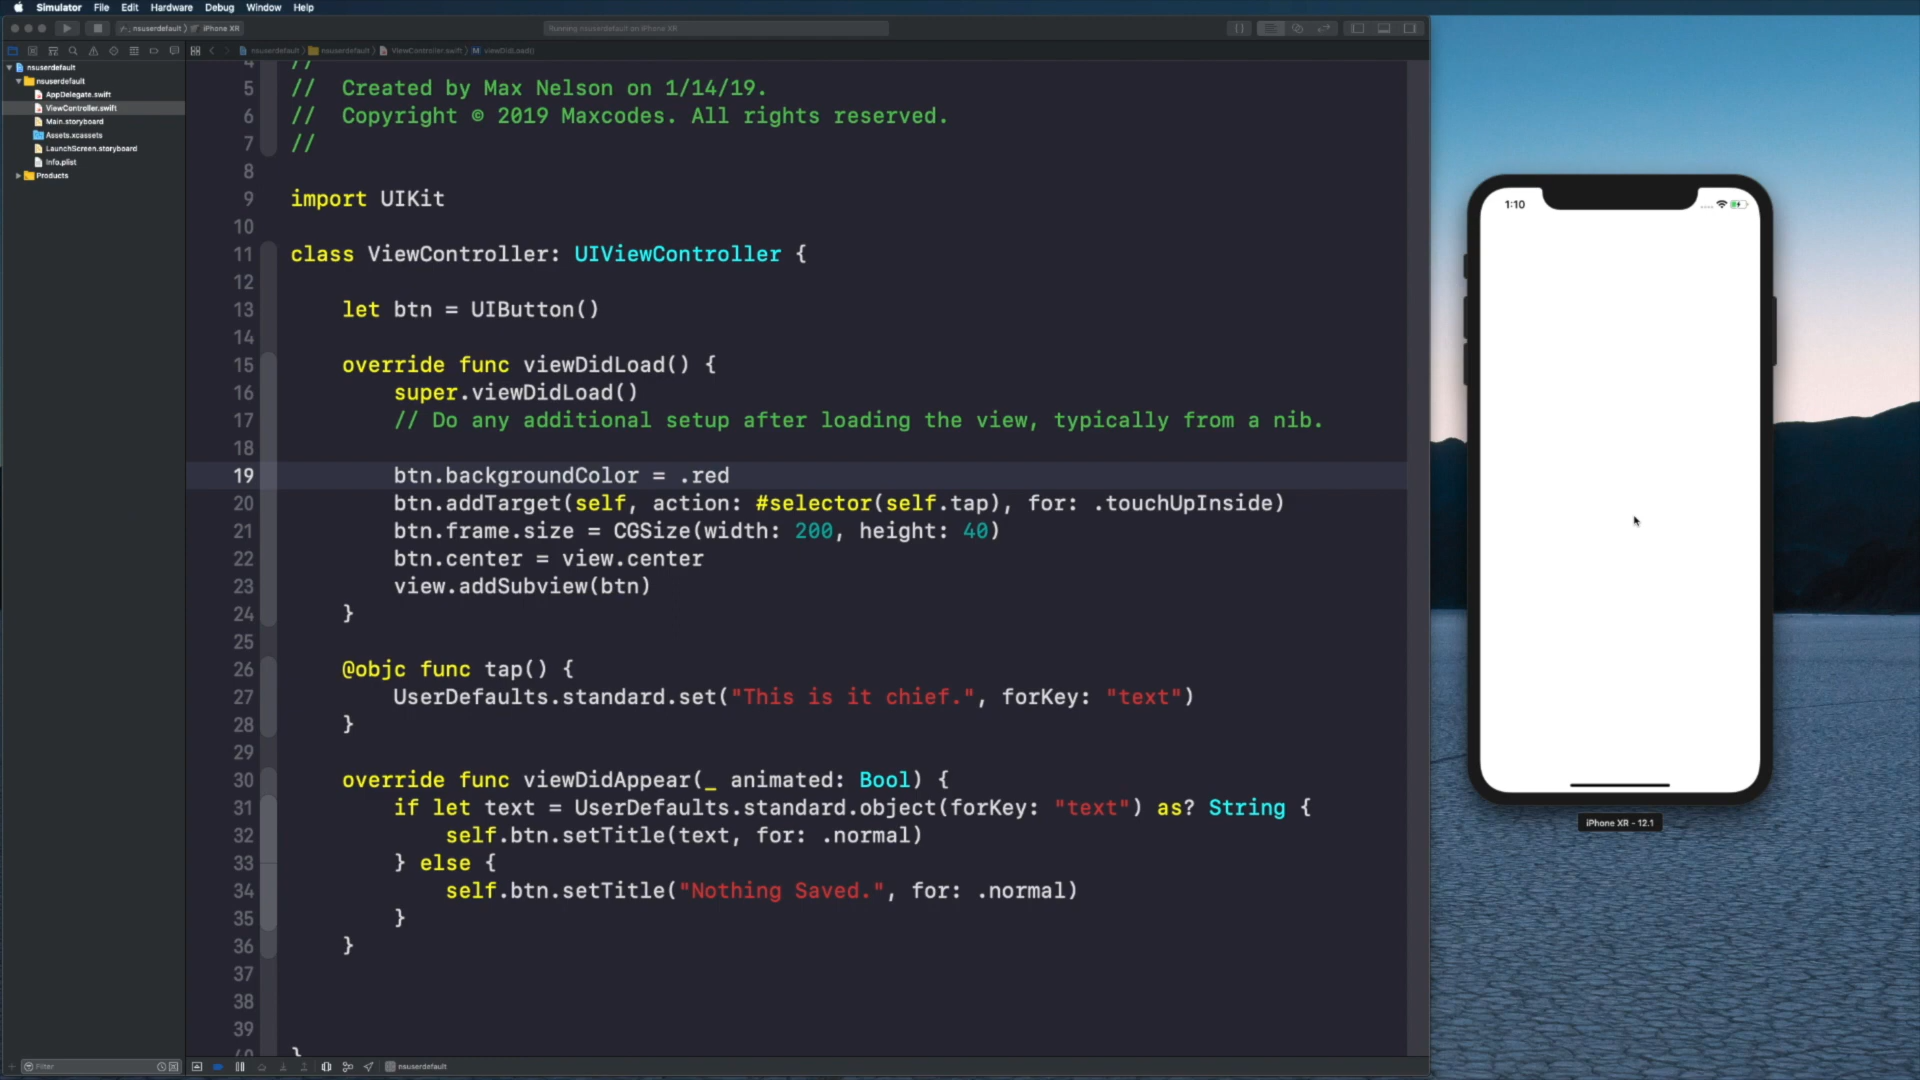 Simulator File Edit Hardware Debug Window Help
nsuserdefault iPhone XR
Running nsuserdefault on iPhone XR
nsuserdefault nsuserdefault ViewController.swift viewDidLoad()
nsuserdefault
nsuserdefault
AppDelegate.swift
ViewController.swift
Main.storyboard
Assets.xcassets
LaunchScreen.storyboard
Info.plist
Products
4 //
5 //  Created by Max Nelson on 1/14/19.
6 //  Copyright © 2019 Maxcodes. All rights reserved.
7 //
8
9 import UIKit
10
11 class ViewController: UIViewController {
12
13     let btn = UIButton()
14
15     override func viewDidLoad() {
16         super.viewDidLoad()
17         // Do any additional setup after loading the view, typically from a nib.
18
19         btn.backgroundColor = .red
20         btn.addTarget(self, action: #selector(self.tap), for: .touchUpInside)
21         btn.frame.size = CGSize(width: 200, height: 40)
22         btn.center = view.center
23         view.addSubview(btn)
24     }
25
26     @objc func tap() {
27         UserDefaults.standard.set("This is it chief.", forKey: "text")
28     }
29
30     override func viewDidAppear(_ animated: Bool) {
31         if let text = UserDefaults.standard.object(forKey: "text") as? String {
32             self.btn.setTitle(text, for: .normal)
33         } else {
34             self.btn.setTitle("Nothing Saved.", for: .normal)
35         }
36     }
37
38
39
40 }
Filter
nsuserdefault
1:10
iPhone XR - 12.1